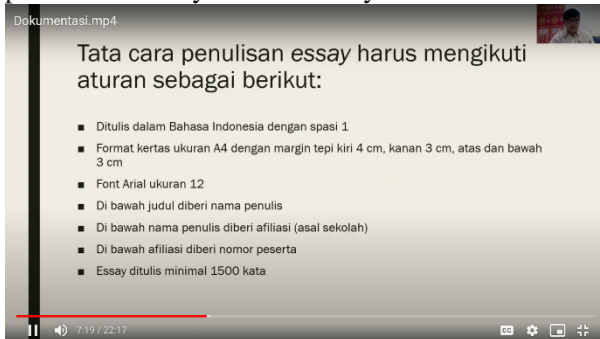 Dokumentasi.mp4
Tata cara penulisan essay harus mengikuti
aturan sebagai berikut:
Ditulis dalam Bahasa Indonesia dengan spasi 1
Format kertas ukuran A4 dengan margin tepi kiri 4 cm, kanan 3 cm, atas dan bawah
3 cm
Font Arial ukuran 12
Di bawah judul diberi nama penulis
Di bawah nama penulis diberi afiliasi (asal sekolah)
Di bawah afiliasi diberi nomor peserta
Essay ditulis minimal 1500 kata
7:19 / 22:17
CC